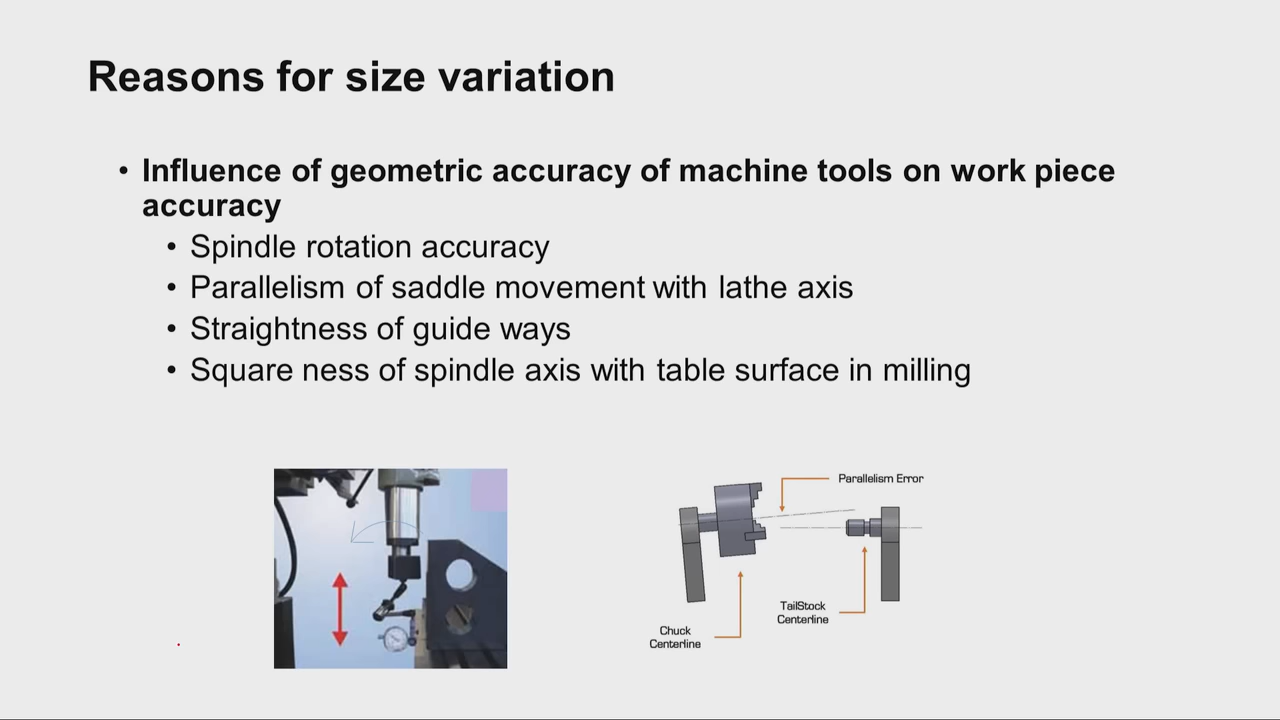 Reasons for size variation
• Influence of geometric accuracy of machine tools on work piece
accuracy
• Spindle rotation accuracy
• Parallelism of saddle movement with lathe axis
• Straightness of guide ways
• Square ness of spindle axis with table surface in milling
Parallelism Error
TailStock
Centerline
Chuck
Centerline